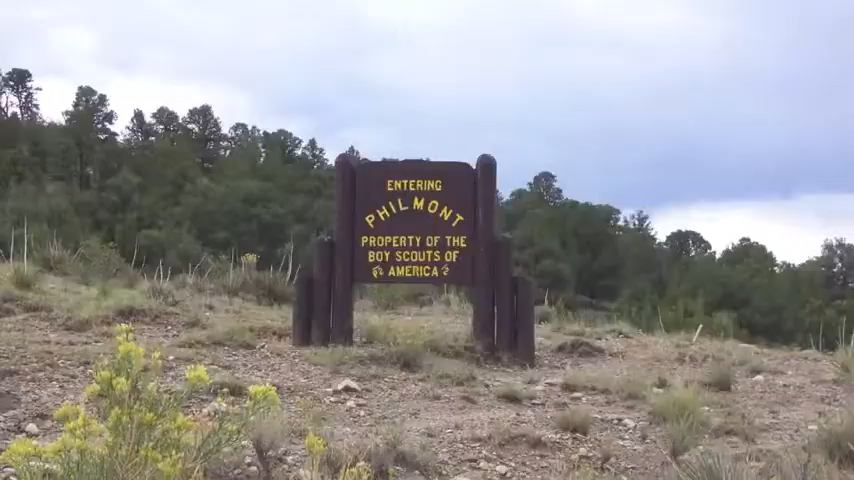 ENTERING
PHILMONT
PROPERTY OF THE
BOY SCOUTS OF
AMERICA